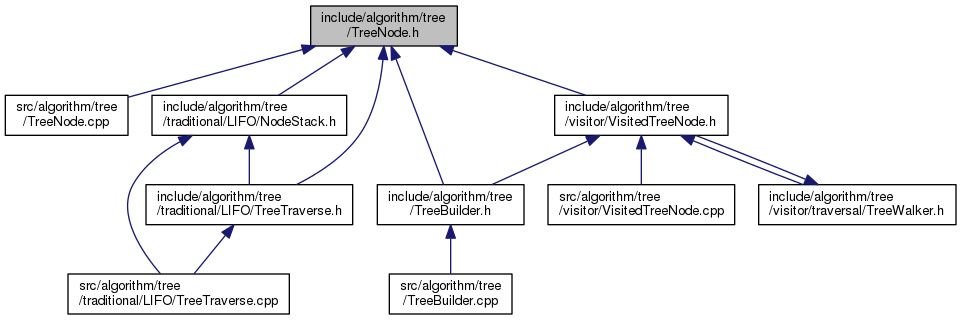 include/algorithm/tree
/TreeNode.h
src/algorithm/tree
/TreeNode.cpp
include/algorithm/tree
/traditional/LIFO/NodeStack.h
include/algorithm/tree
/visitor/VisitedTreeNode.h
include/algorithm/tree
/traditional/LIFO/TreeTraverse.h
include/algorithm/tree
/TreeBuilder.h
src/algorithm/tree
/visitor/VisitedTreeNode.cpp
include/algorithm/tree
/visitor/traversal/TreeWalker.h
src/algorithm/tree
/traditional/LIFO/TreeTraverse.cpp
src/algorithm/tree
/TreeBuilder.cpp